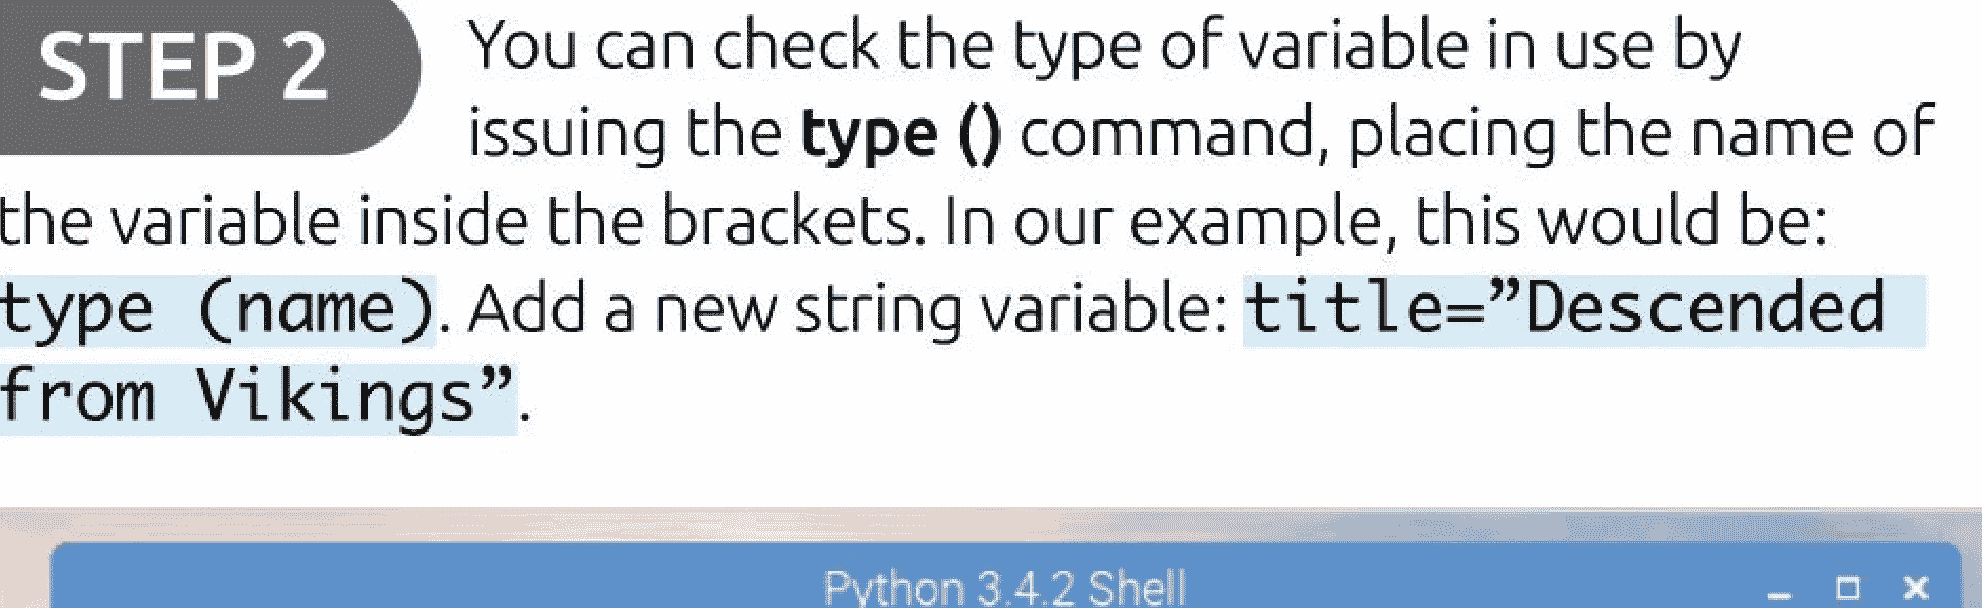 STEP 2
You can check the type of variable in use by
issuing the type () command, placing the name of
the variable inside the brackets. In our example, this would be:
type (name). Add a new string variable: title=”Descended
from Vikings”.
Python 3.4.2 Shell